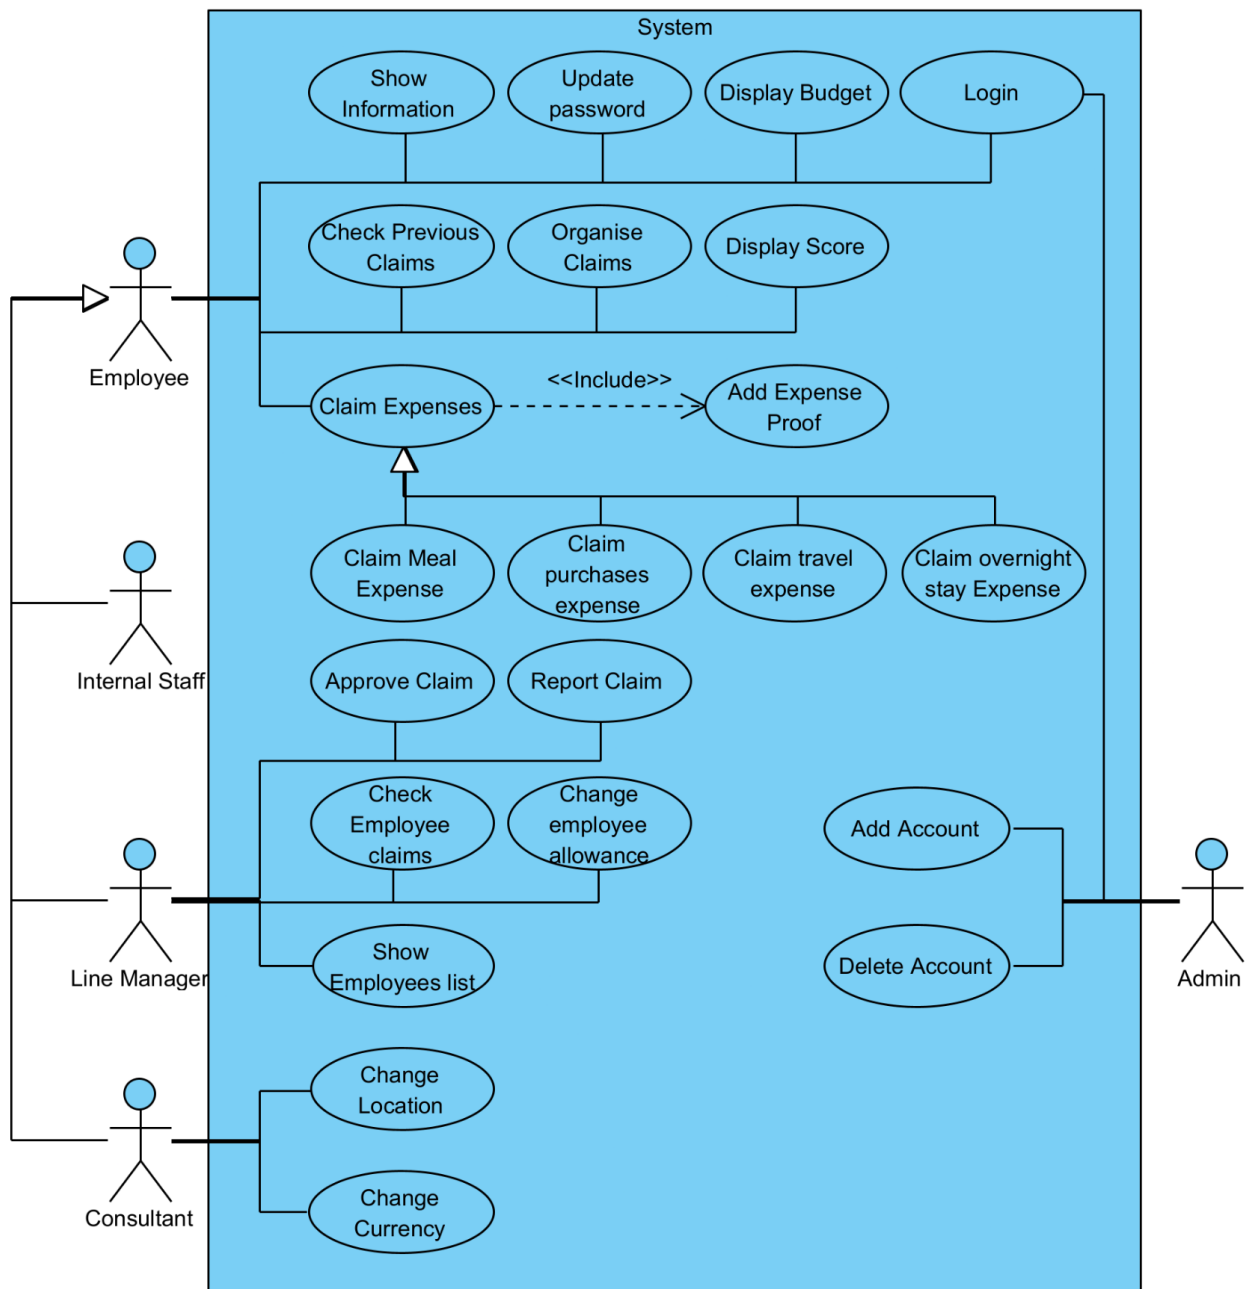 System
Show
Information
Update
password
Display Budget
Login
Check Previous
Claims
Organise
Claims
Display Score
Employee
Claim Expenses
<<Include>>
Add Expense
Proof
Claim Meal
Expense
Claim
purchases
expense
Claim travel
expense
Claim overnight
stay Expense
Internal Staff
Approve Claim
Report Claim
Check
Employee
claims
Change
employee
allowance
Add Account
Line Manager
Show
Employees list
Delete Account
Admin
Change
Location
Consultant
Change
Currency